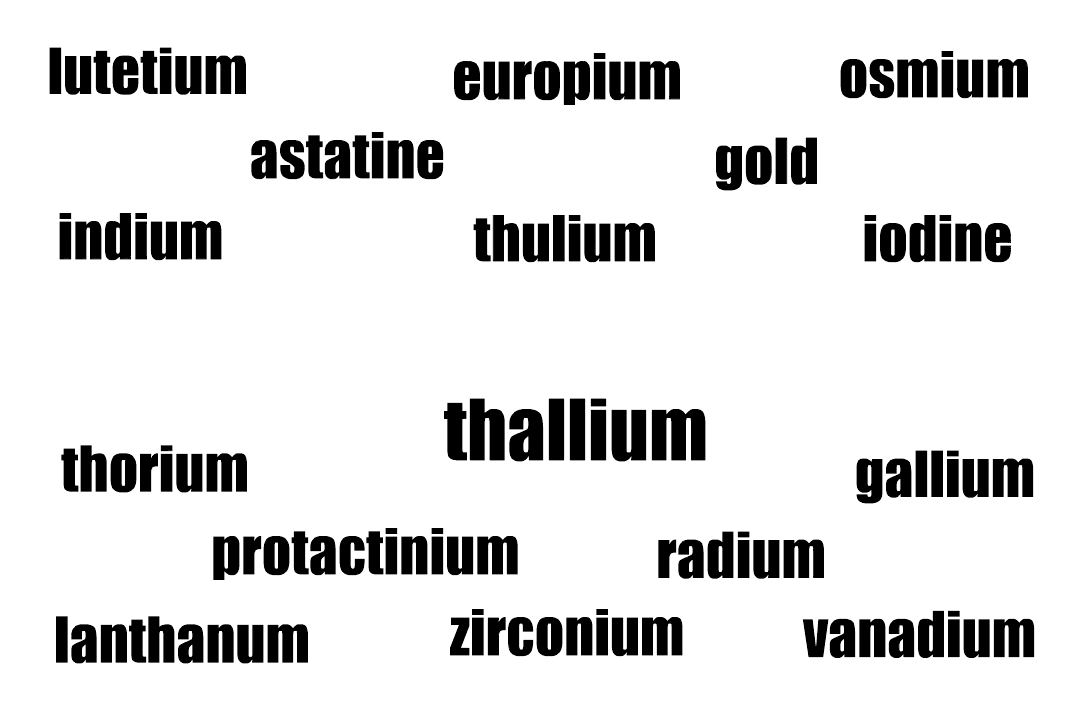 lutetium europium osmium
astatine gold
indium thulium iodine
thallium
thorium gallium
protactinium radium
lanthanum zirconium vanadium